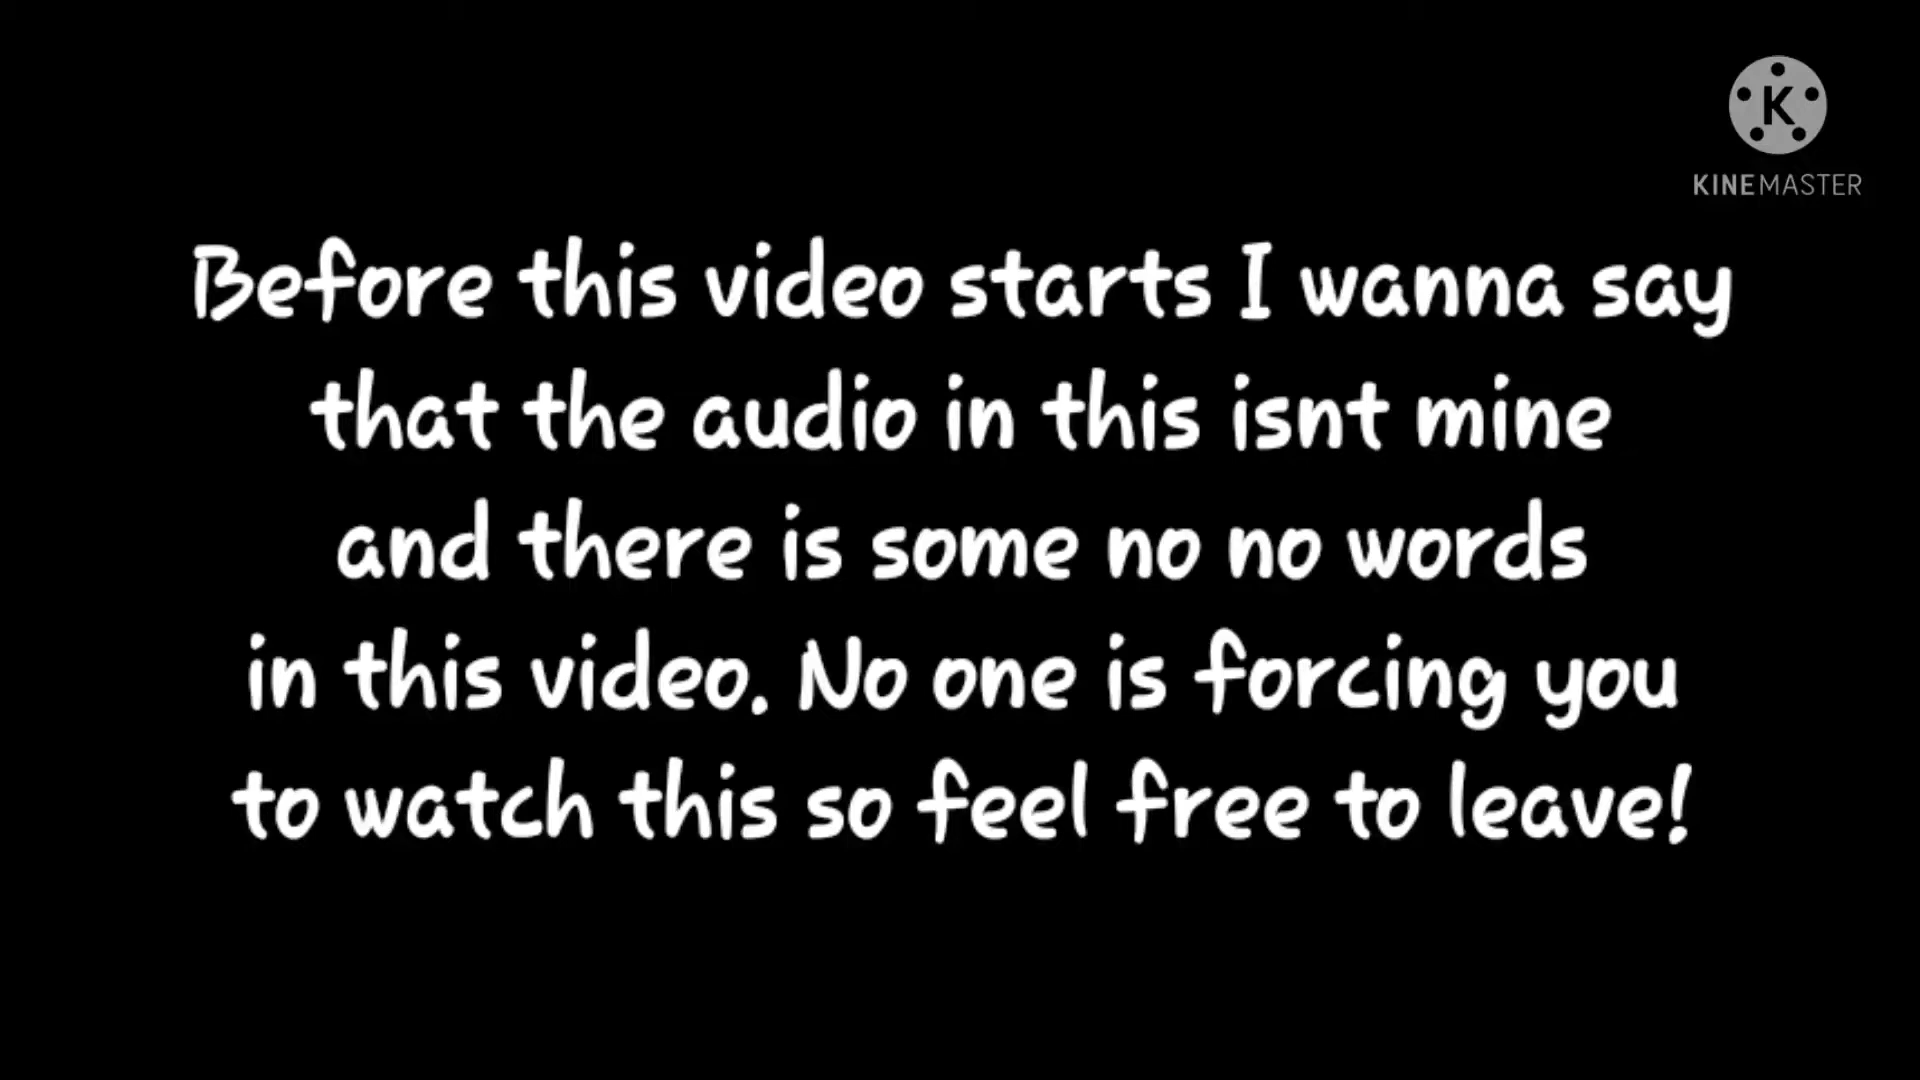 K
KINEMASTER
Before this video starts I wanna say
that the audio in this isnt mine
and there is some no no words
in this video. No one is forcing you
to watch this so feel free to leave!